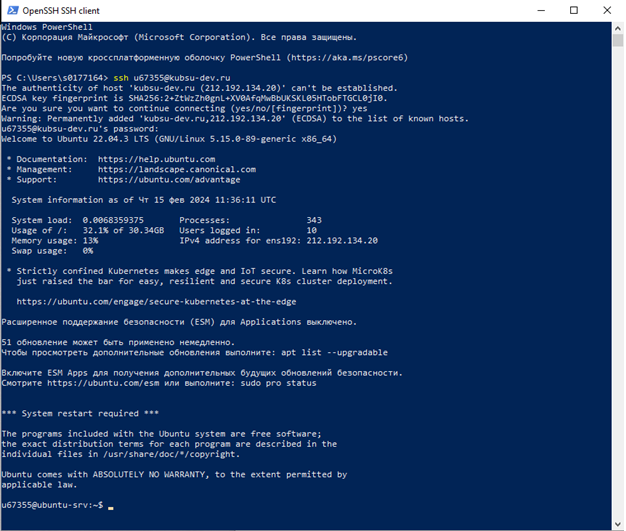 OpenSSH SSH client
Windows PowerShell
(C) Корпорация Майкрософт (Microsoft Corporation). Все права защищены.
Попробуйте новую кроссплатформенную оболочку PowerShell (https://aka.ms/pscore6)
PS C:\Users\s0177164> ssh u67355@kubsu-dev.ru
The authenticity of host 'kubsu-dev.ru (212.192.134.20)' can't be established.
ECDSA key fingerprint is SHA256:2+ZtWzZh0gnL+XV0AfqMwBbUKSKL05HTobFTGCL0jI0.
Are you sure you want to continue connecting (yes/no/[fingerprint])? yes
Warning: Permanently added 'kubsu-dev.ru,212.192.134.20' (ECDSA) to the list of known hosts.
u67355@kubsu-dev.ru's password:
Welcome to Ubuntu 22.04.3 LTS (GNU/Linux 5.15.0-89-generic x86_64)
* Documentation: https://help.ubuntu.com
* Management: https://landscape.canonical.com
* Support: https://ubuntu.com/advantage
System information as of Чт 15 фев 2024 11:36:11 UTC
System load: 0.0068359375 Processes: 343
Usage of /: 32.1% of 30.34GB Users logged in: 10
Memory usage: 13% IPv4 address for ens192: 212.192.134.20
Swap usage: 0%
* Strictly confined Kubernetes makes edge and IoT secure. Learn how MicroK8s
just raised the bar for easy, resilient and secure K8s cluster deployment.
https://ubuntu.com/engage/secure-kubernetes-at-the-edge
Расширенное поддержание безопасности (ESM) для Applications выключено.
51 обновление может быть применено немедленно.
Чтобы просмотреть дополнительные обновления выполните: apt list --upgradable
Включите ESM Apps для получения дополнительных будущих обновлений безопасности.
Смотрите https://ubuntu.com/esm или выполните: sudo pro status
*** System restart required ***
The programs included with the Ubuntu system are free software;
the exact distribution terms for each program are described in the
individual files in /usr/share/doc/*/copyright.
Ubuntu comes with ABSOLUTELY NO WARRANTY, to the extent permitted by
applicable law.
u67355@ubuntu-srv:~$